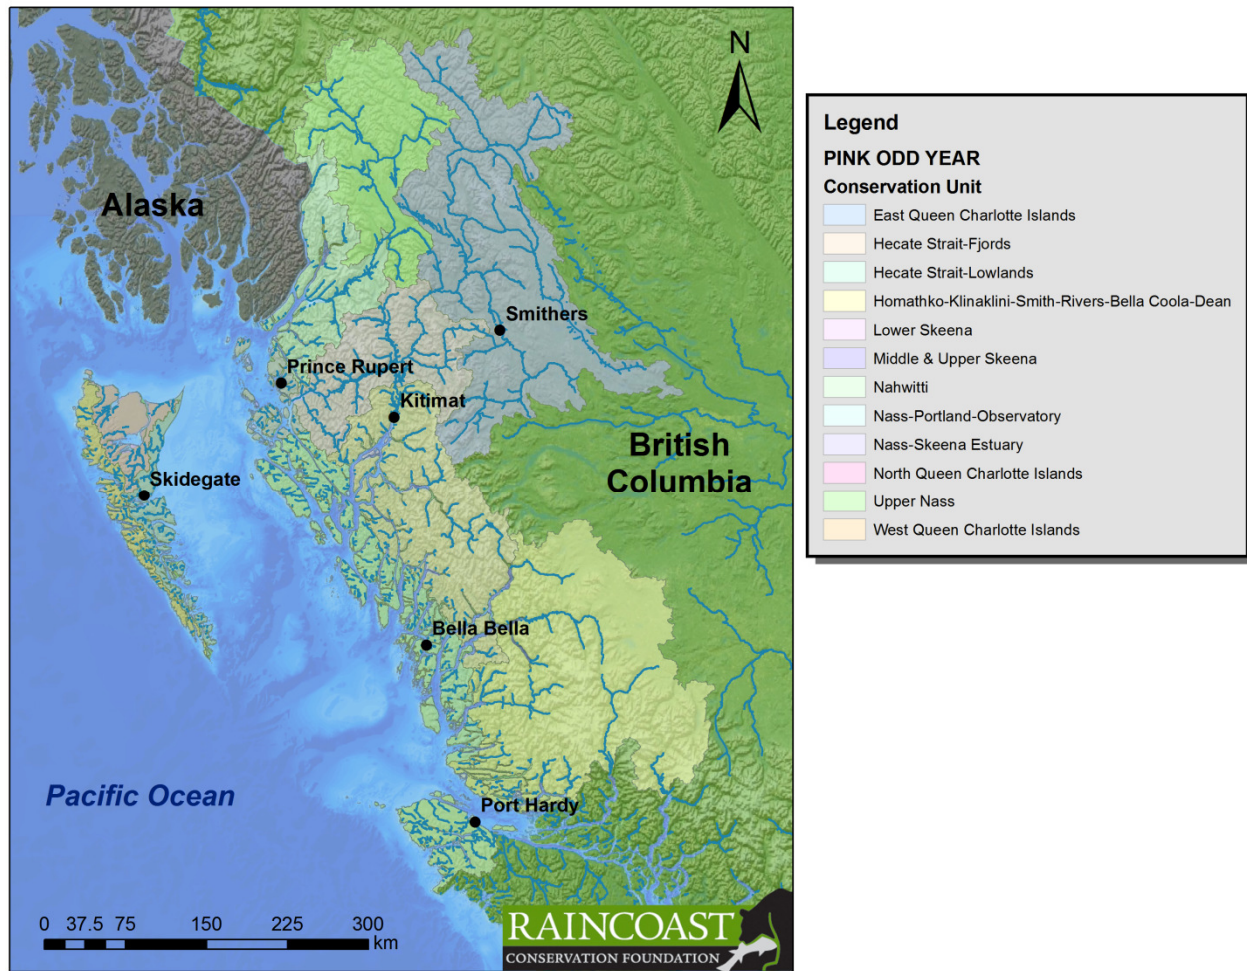 N
Alaska
Smithers
Prince Rupert
Kitimat
British
Columbia
Skidegate
Bella Bella
Pacific Ocean
Port Hardy
0 37.5 75 150 225 300
km
RAINCOAST
CONSERVATION FOUNDATION
Legend
PINK ODD YEAR
Conservation Unit
East Queen Charlotte Islands
Hecate Strait-Fjords
Hecate Strait-Lowlands
Homathko-Klinaklini-Smith-Rivers-Bella Coola-Dean
Lower Skeena
Middle & Upper Skeena
Nahwitti
Nass-Portland-Observatory
Nass-Skeena Estuary
North Queen Charlotte Islands
Upper Nass
West Queen Charlotte Islands